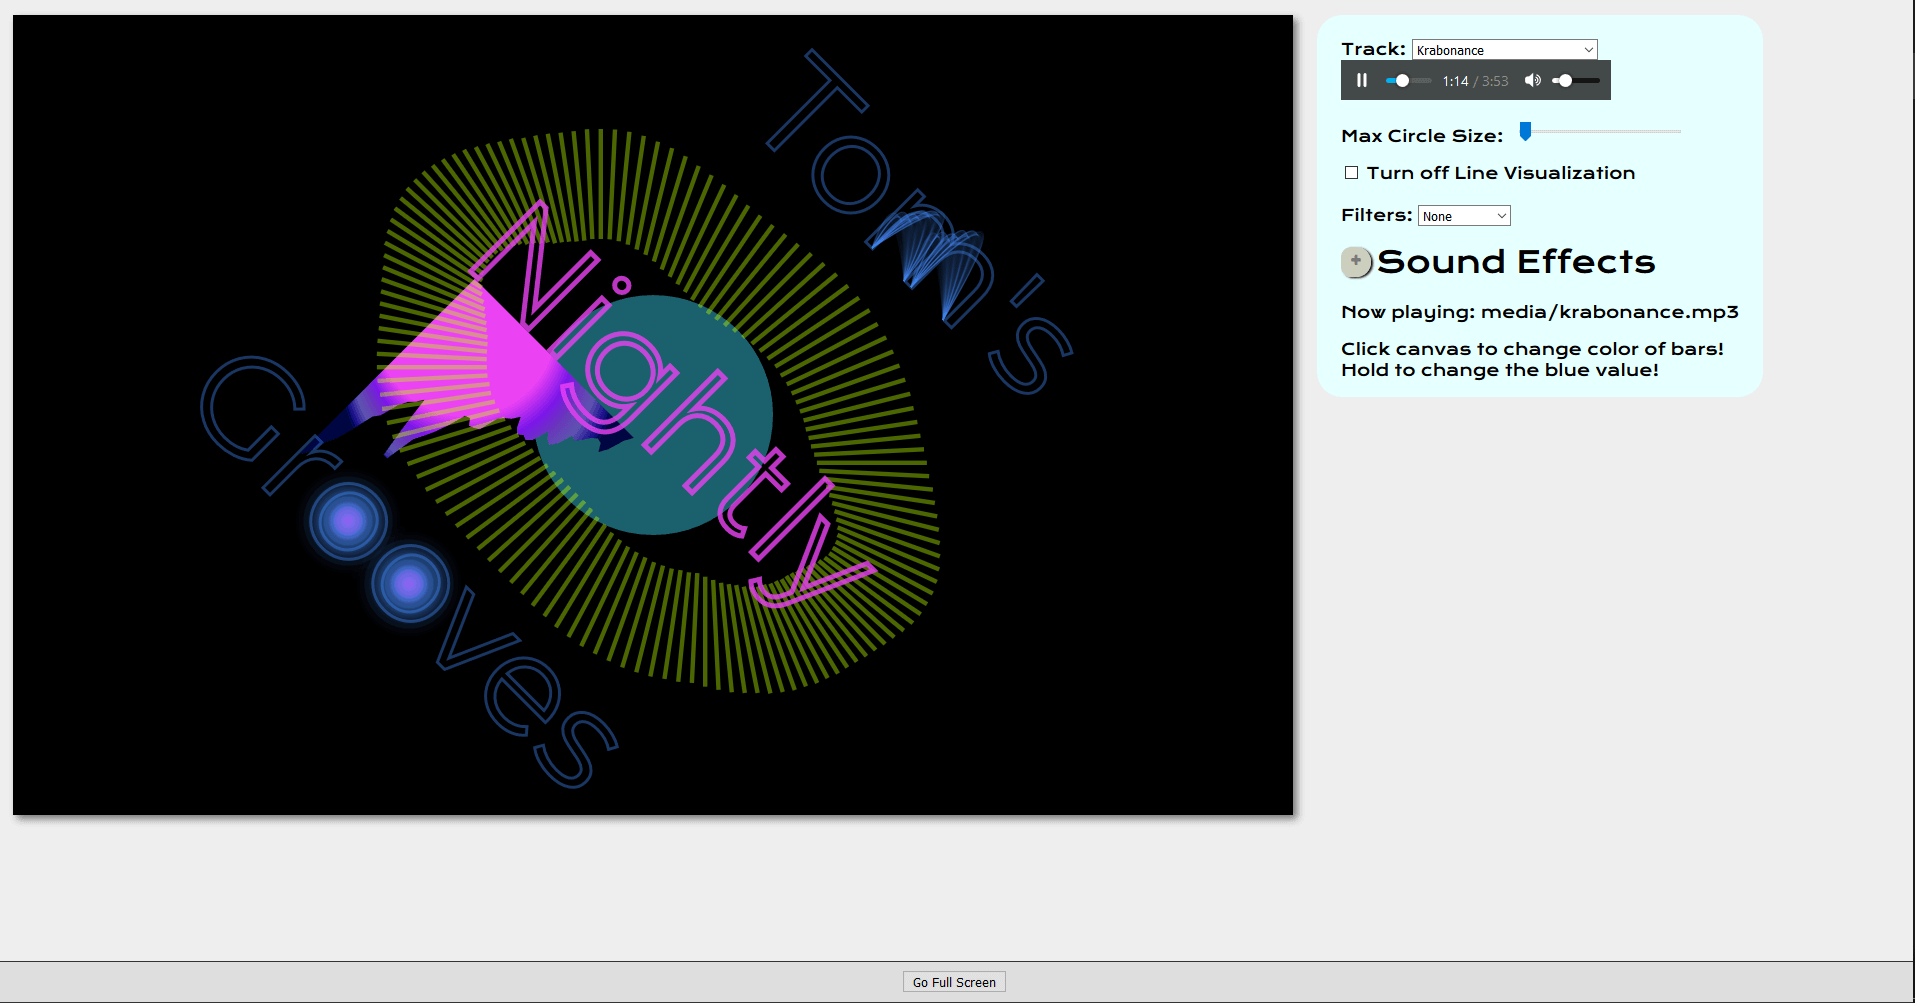 Tom's
Nightly
Grooves
Track: Krabonance
1:14 / 3:53
Max Circle Size:
Turn off Line Visualization
Filters: None
+ Sound Effects
Now playing: media/krabonance.mp3
Click canvas to change color of bars!
Hold to change the blue value!
Go Full Screen